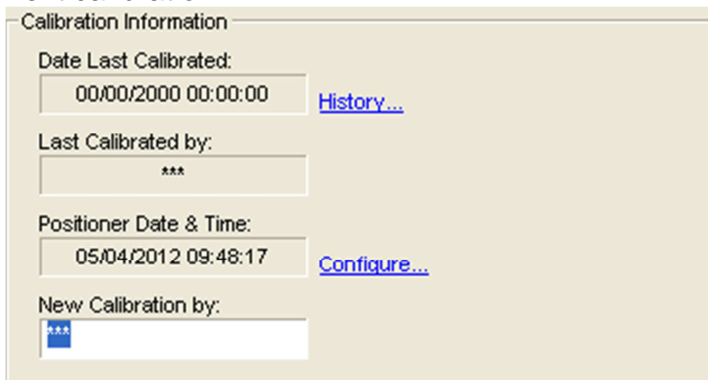 Calibration Information
Date Last Calibrated:
00/00/2000 00:00:00
History...
Last Calibrated by:
***
Positioner Date & Time:
05/04/2012 09:48:17
Configure...
New Calibration by:
***